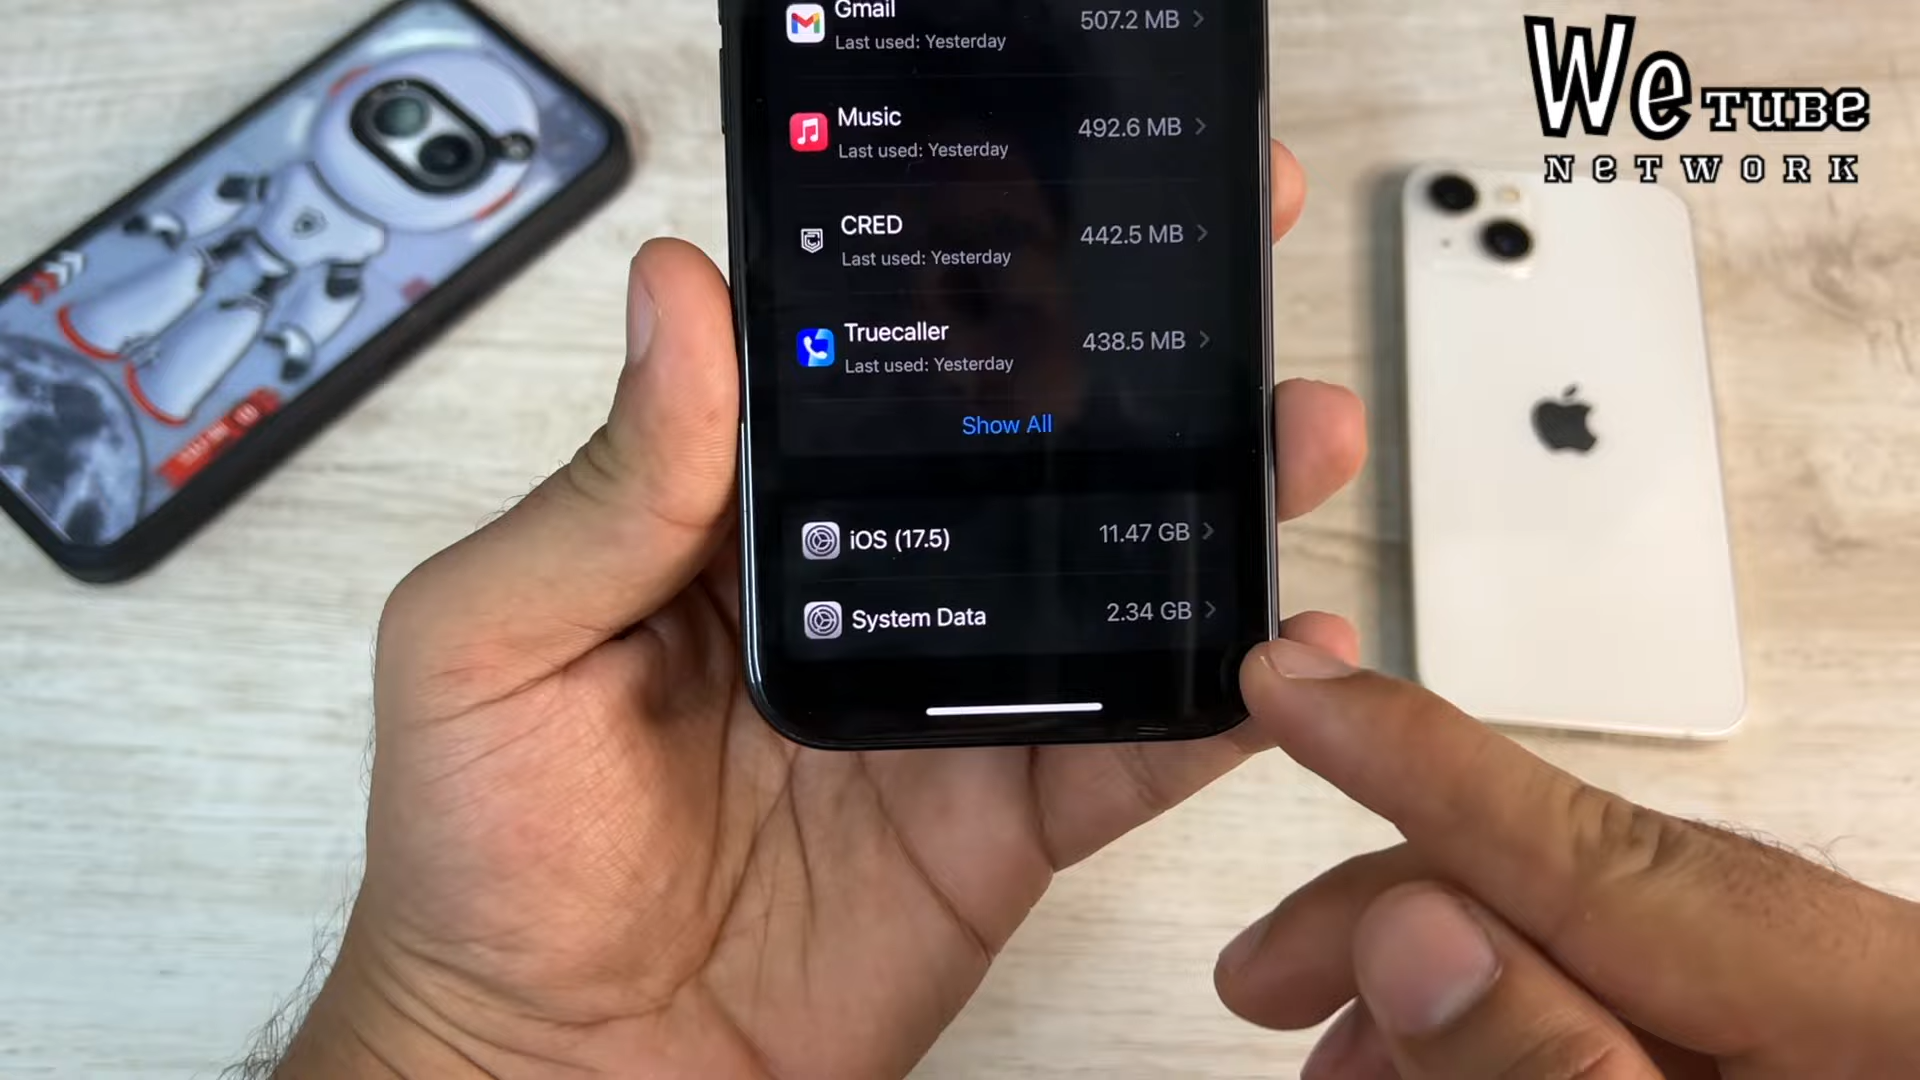 Gmail
507.2 MB
Last used: Yesterday
Music
492.6 MB
Last used: Yesterday
CRED
442.5 MB
Last used: Yesterday
Truecaller
438.5 MB
Last used: Yesterday
Show All
iOS (17.5)
11.47 GB
System Data
2.34 GB
We TUBE
NETWORK